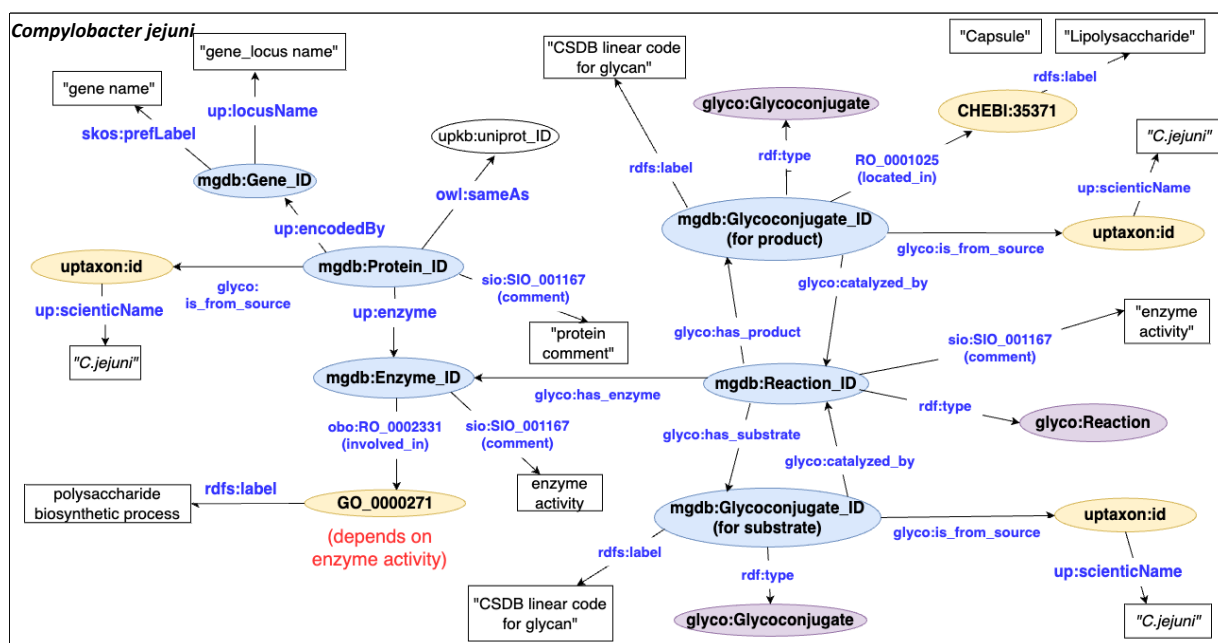 Compylobacter jejuni
"gene_locus name"
"gene name"
up:locusName
skos:prefLabel
mgdb:Gene_ID
upkb:uniprot_ID
owl:sameAs
up:encodedBy
uptaxon:id
glyco:
is_from_source
mgdb:Protein_ID
sio:SIO_001167
(comment)
up:scienticName
up:enzyme
"protein
comment"
"C.jejuni"
mgdb:Enzyme_ID
glyco:has_enzyme
obo:RO_0002331
(involved_in)
sio:SIO_001167
(comment)
enzyme
activity
polysaccharide
biosynthetic process
rdfs:label
GO_0000271
(depends on
enzyme activity)
"CSDB linear code
for glycan"
"Capsule"
"Lipolysaccharide"
rdfs:label
glyco:Glycoconjugate
CHEBI:35371
rdf:type
RO_0001025
(located_in)
rdfs:label
"C.jejuni"
up:scienticName
mgdb:Glycoconjugate_ID
(for product)
glyco:is_from_source
uptaxon:id
glyco:catalyzed_by
glyco:has_product
sio:SIO_001167
(comment)
"enzyme
activity"
mgdb:Reaction_ID
rdf:type
glyco:Reaction
glyco:has_substrate
glyco:catalyzed_by
mgdb:Glycoconjugate_ID
(for substrate)
glyco:is_from_source
uptaxon:id
rdfs:label
rdf:type
up:scienticName
"CSDB linear code
for glycan"
glyco:Glycoconjugate
"C.jejuni"